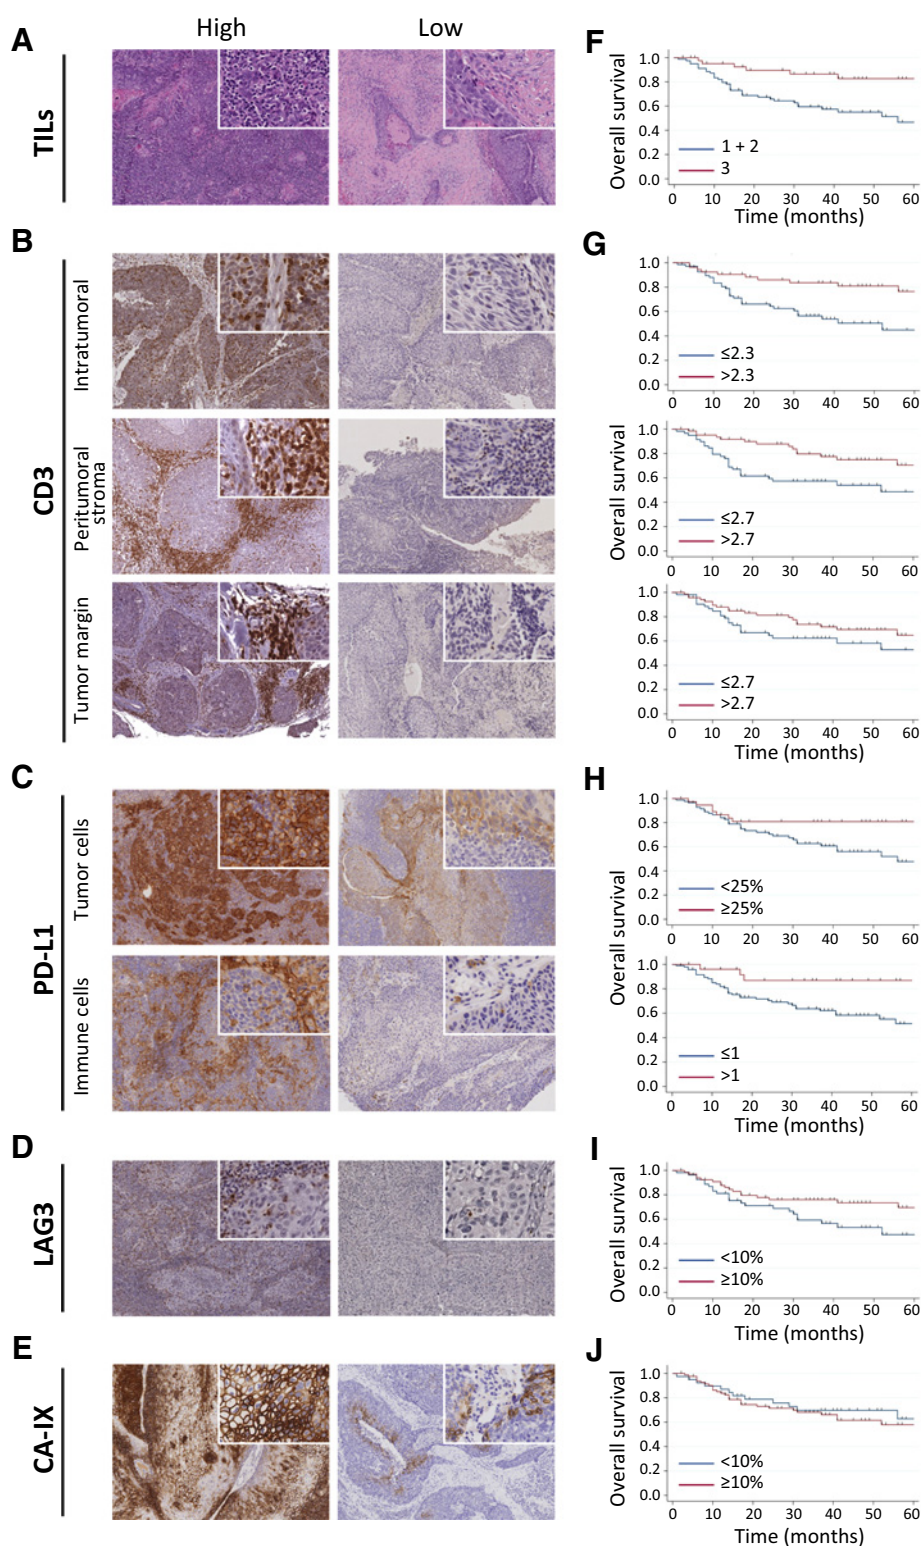 High
Low
A
TILs
F
Overall survival
1.0
0.8
0.6
0.4
0.2
0.0
1 + 2
3
0 10 20 30 40 50 60
Time (months)
B
CD3
Intratumoral
Peritumoral
stroma
Tumor margin
G
Overall survival
1.0
0.8
0.6
0.4
0.2
0.0
≤2.3
>2.3
0 10 20 30 40 50 60
Overall survival
1.0
0.8
0.6
0.4
0.2
0.0
≤2.7
>2.7
0 10 20 30 40 50 60
Overall survival
1.0
0.8
0.6
0.4
0.2
0.0
≤2.7
>2.7
0 10 20 30 40 50 60
Time (months)
C
PD-L1
Tumor cells
Immune cells
H
Overall survival
1.0
0.8
0.6
0.4
0.2
0.0
<25%
≥25%
0 10 20 30 40 50 60
Overall survival
1.0
0.8
0.6
0.4
0.2
0.0
≤1
>1
0 10 20 30 40 50 60
Time (months)
D
LAG3
I
Overall survival
1.0
0.8
0.6
0.4
0.2
0.0
<10%
≥10%
0 10 20 30 40 50 60
Time (months)
E
CA-IX
J
Overall survival
1.0
0.8
0.6
0.4
0.2
0.0
<10%
≥10%
0 10 20 30 40 50 60
Time (months)